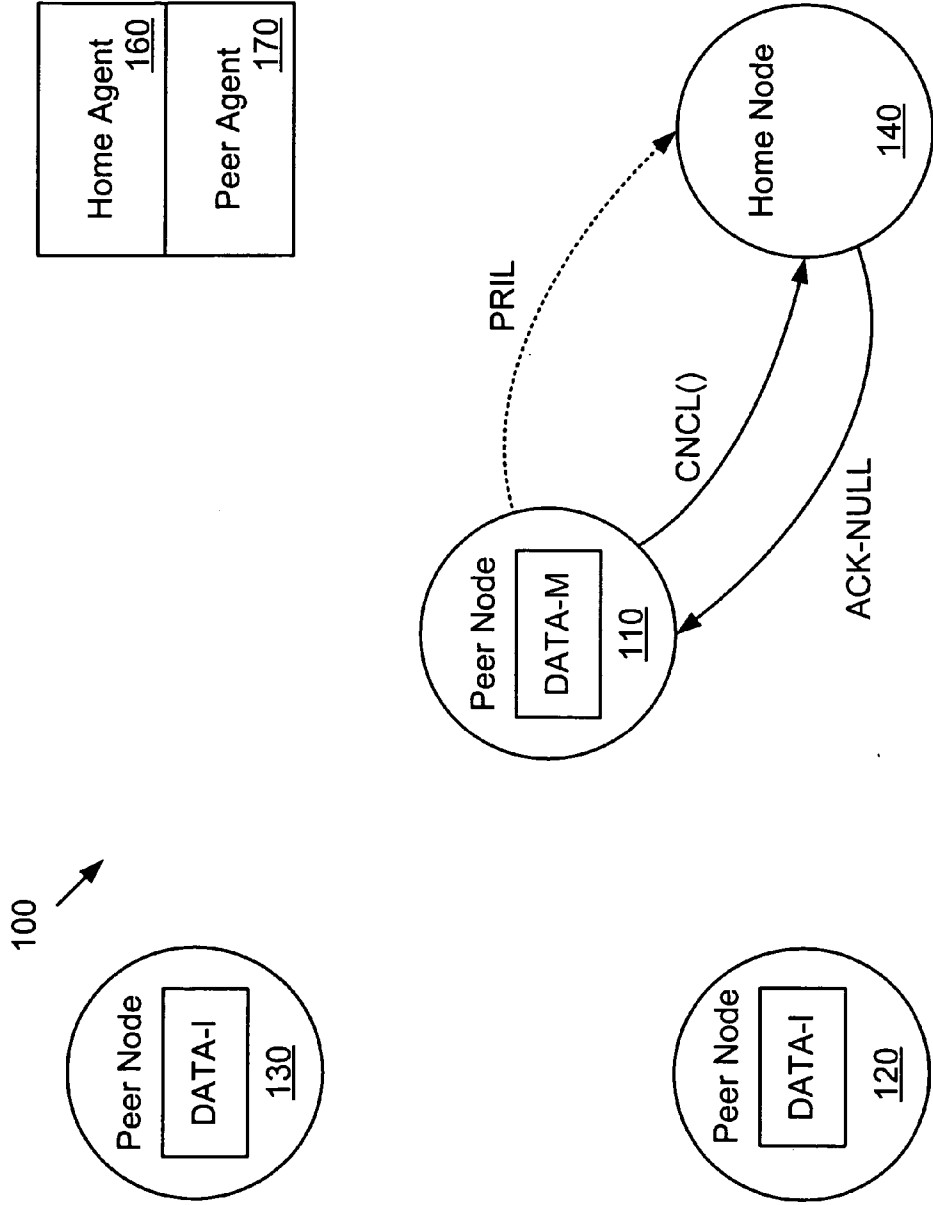 100
Peer Node
DATA-I
130
Peer Node
DATA-I
120
Peer Node
DATA-M
110
PRIL
CNCL()
ACK-NULL
Home Agent
160
Peer Agent
170
Home Node
140